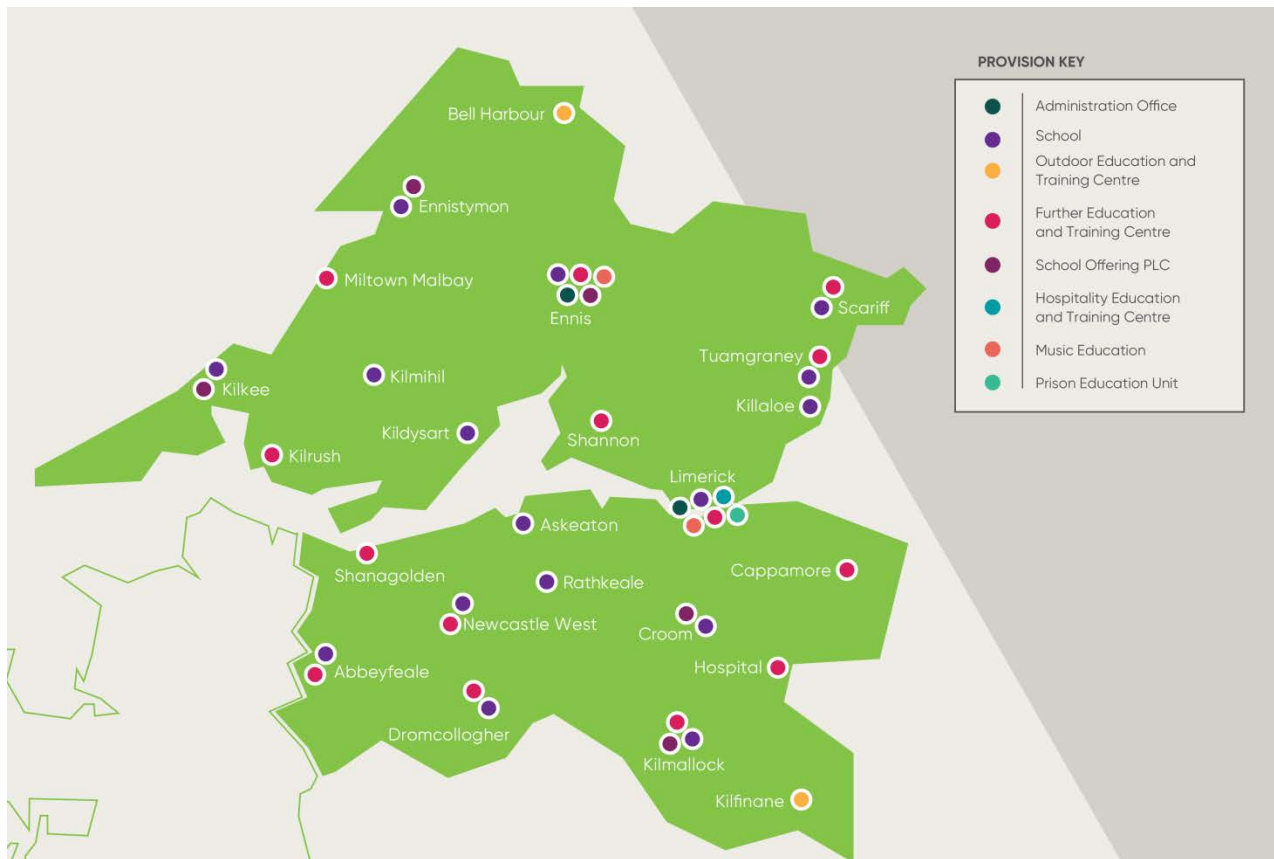 PROVISION KEY
Administration Office
School
Outdoor Education and
Training Centre
Further Education
and Training Centre
School Offering PLC
Hospitality Education
and Training Centre
Music Education
Prison Education Unit
Bell Harbour
Ennistymon
Miltown Malbay
Ennis
Scariff
Tuamgraney
Kilkee
Kilmihil
Killaloe
Kildysart
Shannon
Kilrush
Limerick
Askeaton
Shanagolden
Cappamore
Rathkeale
Newcastle West
Croom
Abbeyfeale
Hospital
Dromcollogher
Kilmallock
Kilfinane